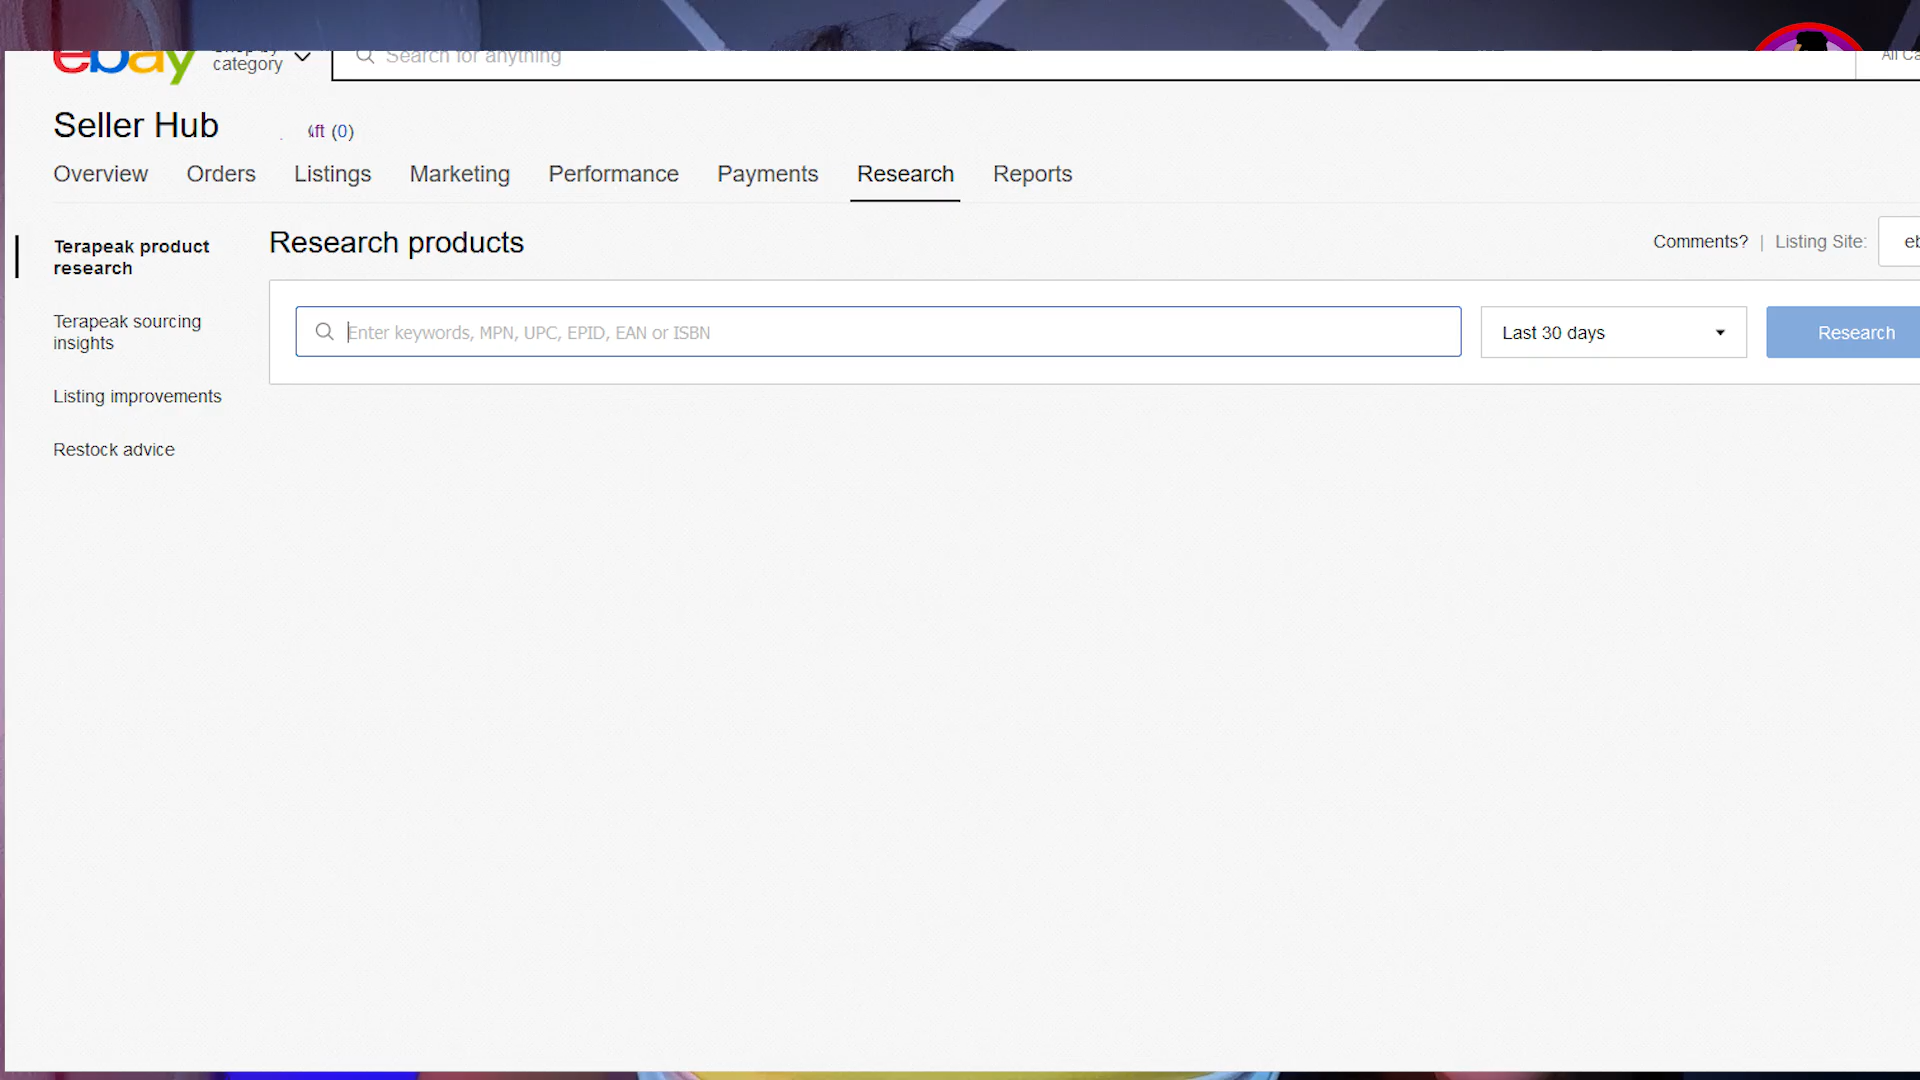 ebay
category
Search for anything
Seller Hub
(0)
Overview Orders Listings Marketing Performance Payments Research Reports
Terapeak product
research
Research products
Comments? | Listing Site:
Enter keywords, MPN, UPC, EPID, EAN or ISBN
Last 30 days
Research
Terapeak sourcing
insights
Listing improvements
Restock advice